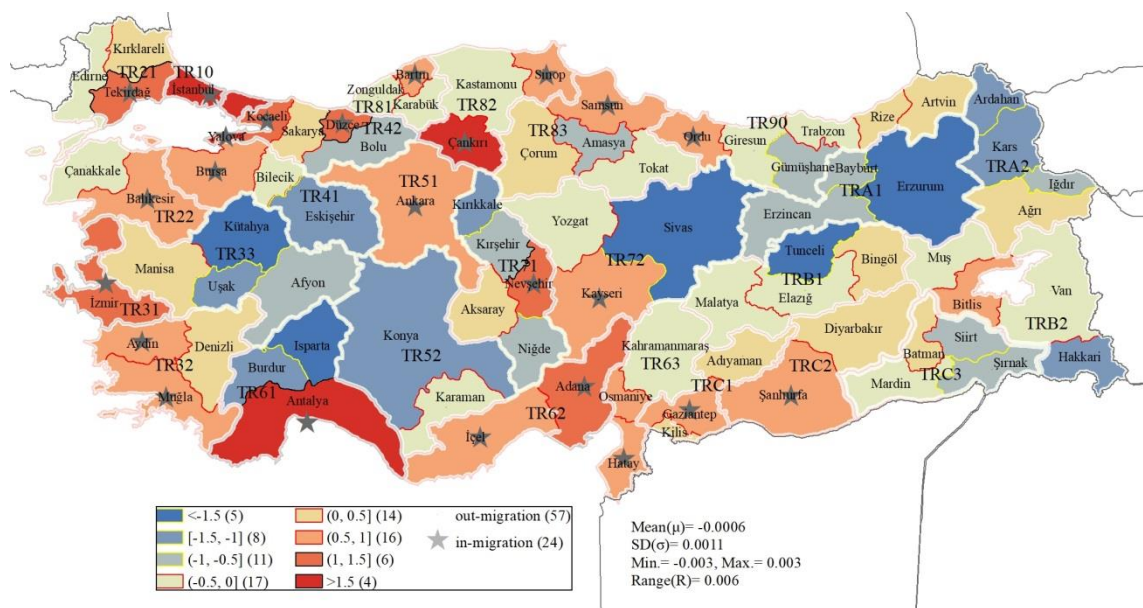 Kırklareli
Edirne
TR21
TR10
Tekirdağ
İstanbul
Kocaeli
Yalova
Sakarya
Düzce
TR42
Bolu
Zonguldak
TR81
Bartın
Karabük
Kastamonu
TR82
Çankırı
Sinop
Samsun
TR83
Çorum
Amasya
Tokat
Ordu
Giresun
TR90
Trabzon
Rize
Artvin
Ardahan
Kars
TRA2
Iğdır
Ağrı
Gümüşhane
Bayburt
TRA1
Erzurum
Erzincan
Çanakkale
Balıkesir
TR22
Bursa
Bilecik
TR41
Eskişehir
TR51
Ankara
Kırıkkale
Kırşehir
TR71
Nevşehir
Yozgat
Sivas
TR72
Kayseri
Tunceli
TRB1
Bingöl
Elazığ
Malatya
Muş
Bitlis
Van
TRB2
Kütahya
TR33
Manisa
Uşak
Afyon
İzmir
TR31
Aydın
TR32
Denizli
Muğla
Burdur
TR61
Isparta
Antalya
Konya
TR52
Aksaray
Niğde
Karaman
İçel
Adana
TR62
Osmaniye
Kahramanmaraş
TR63
Hatay
Adıyaman
TRC1
Gaziantep
Kilis
Şanlıurfa
TRC2
Diyarbakır
Mardin
Batman
TRC3
Siirt
Şırnak
Hakkari
<-1.5 (5)
[-1.5, -1] (8)
(-1, -0.5] (11)
(-0.5, 0] (17)
(0, 0.5] (14)
(0.5, 1] (16)
(1, 1.5] (6)
>1.5 (4)
out-migration (57)
in-migration (24)
Mean(μ)= -0.0006
SD(σ)= 0.0011
Min.= -0.003, Max.= 0.003
Range(R)= 0.006